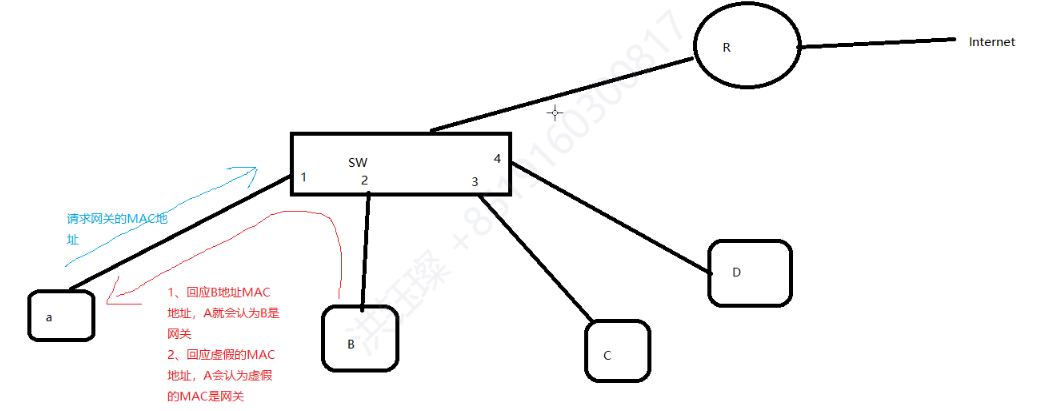 R
Internet
SW
4
1
2
3
请求网关的MAC地
址
D
1、回应B地址MAC
地址，A就会认为B是
网关
2、回应虚假的MAC
地址，A会认为虚假
的MAC是网关
a
B
C
洪玉璨 +8619160300817